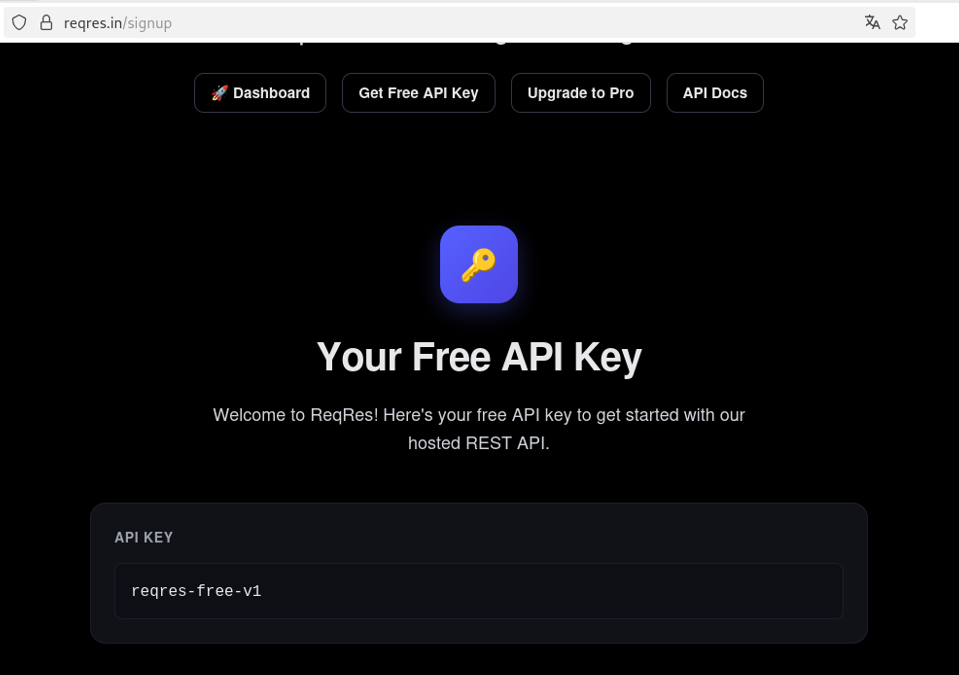 reqres.in/signup
🚀 Dashboard
Get Free API Key
Upgrade to Pro
API Docs
Your Free API Key
Welcome to ReqRes! Here's your free API key to get started with our
hosted REST API.
API KEY
reqres-free-v1